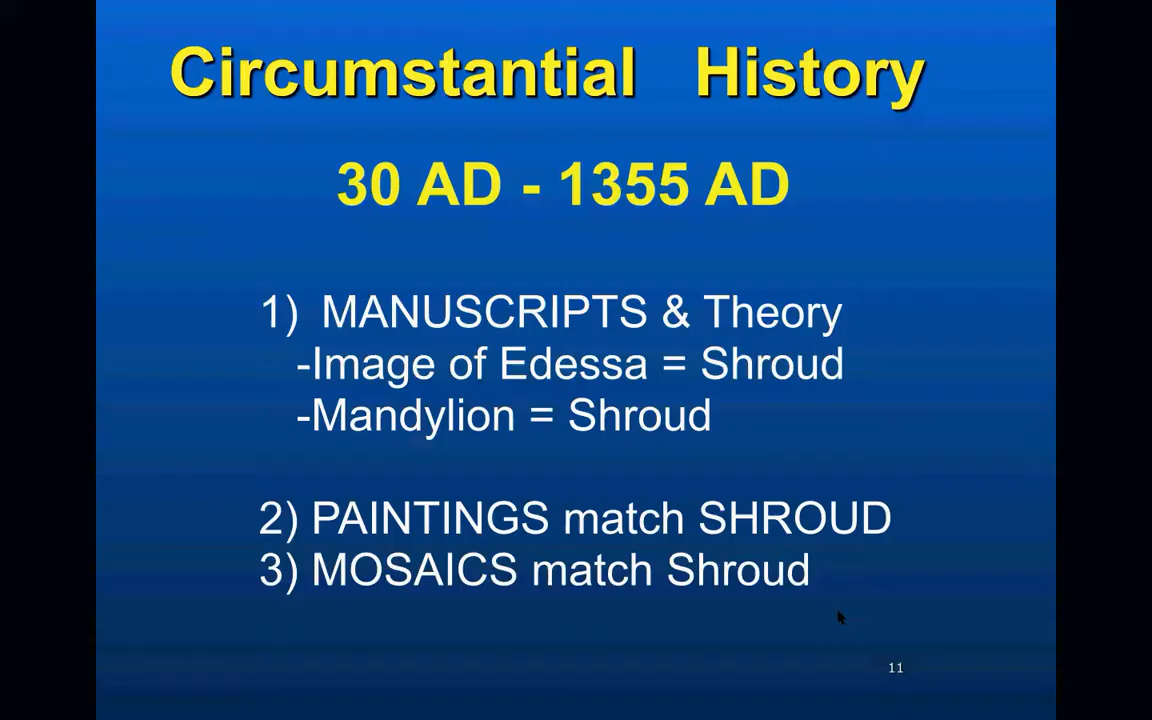 Circumstantial History
30 AD - 1355 AD
1) MANUSCRIPTS & Theory
-Image of Edessa = Shroud
-Mandylion = Shroud
2) PAINTINGS match SHROUD
3) MOSAICS match Shroud
11